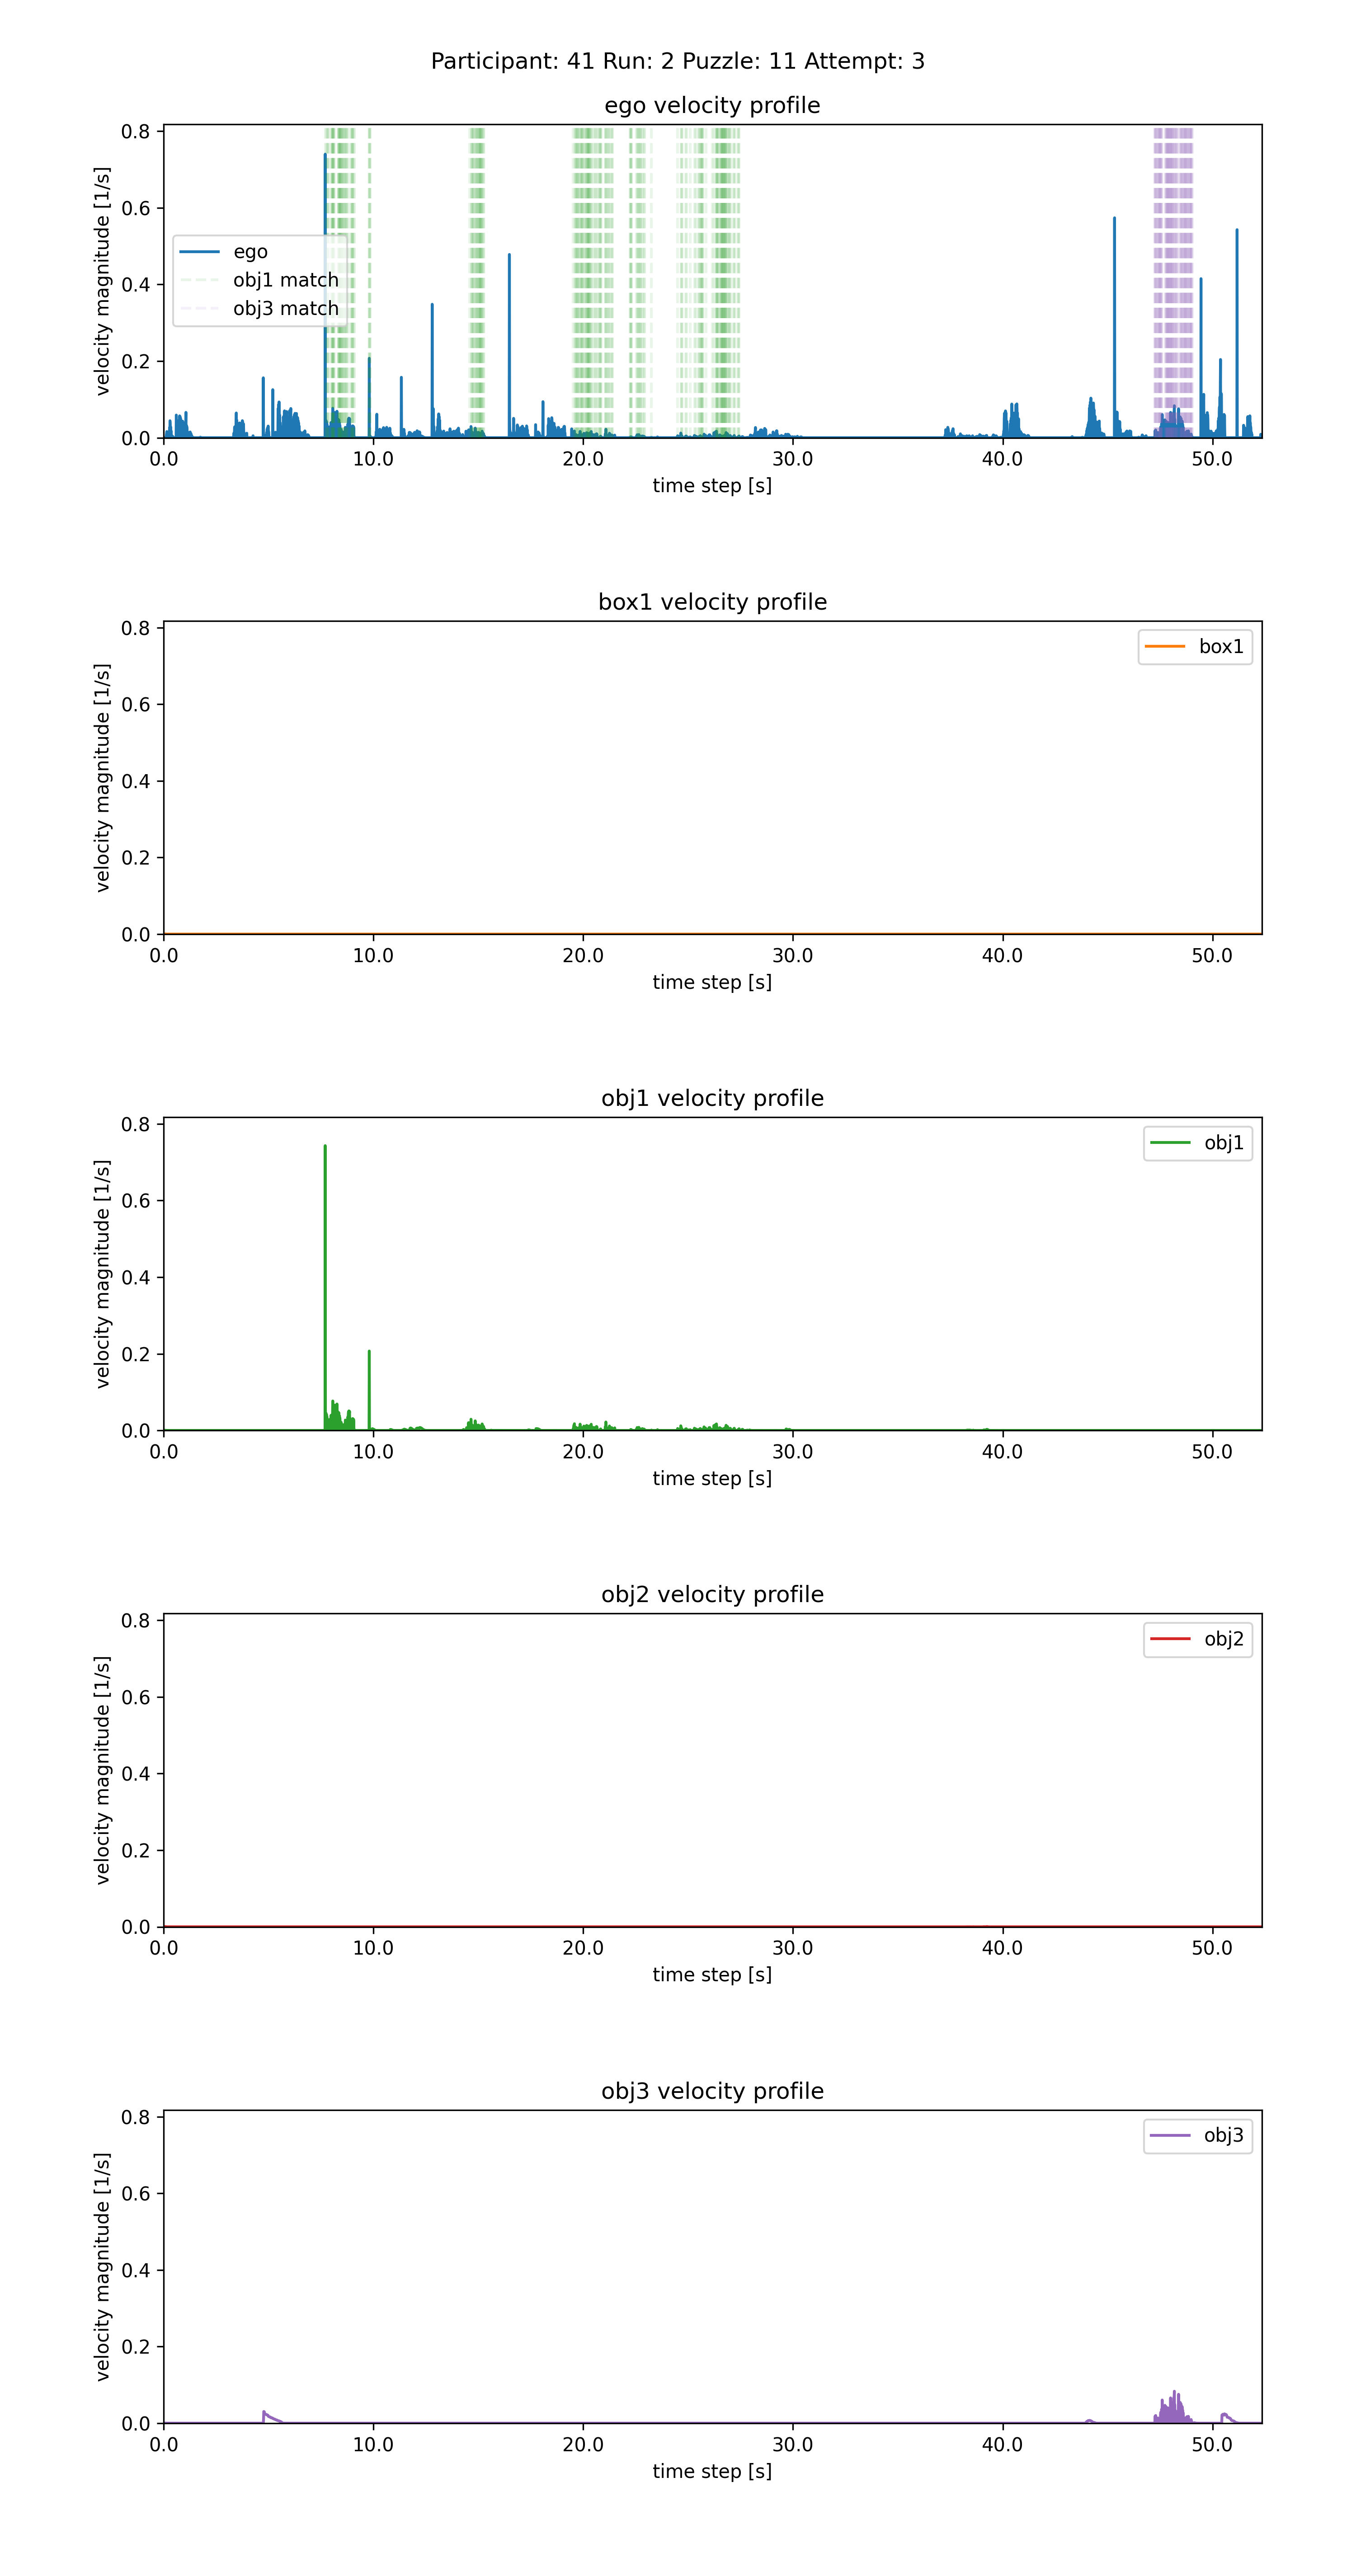 Participant: 41 Run: 2 Puzzle: 11 Attempt: 3
ego velocity profile
velocity magnitude [1/s]
0.8
0.6
0.4
0.2
0.0
ego
obj1 match
obj3 match
0.0 10.0 20.0 30.0 40.0 50.0
time step [s]
box1 velocity profile
velocity magnitude [1/s]
0.8
0.6
0.4
0.2
0.0
box1
0.0 10.0 20.0 30.0 40.0 50.0
time step [s]
obj1 velocity profile
velocity magnitude [1/s]
0.8
0.6
0.4
0.2
0.0
obj1
0.0 10.0 20.0 30.0 40.0 50.0
time step [s]
obj2 velocity profile
velocity magnitude [1/s]
0.8
0.6
0.4
0.2
0.0
obj2
0.0 10.0 20.0 30.0 40.0 50.0
time step [s]
obj3 velocity profile
velocity magnitude [1/s]
0.8
0.6
0.4
0.2
0.0
obj3
0.0 10.0 20.0 30.0 40.0 50.0
time step [s]